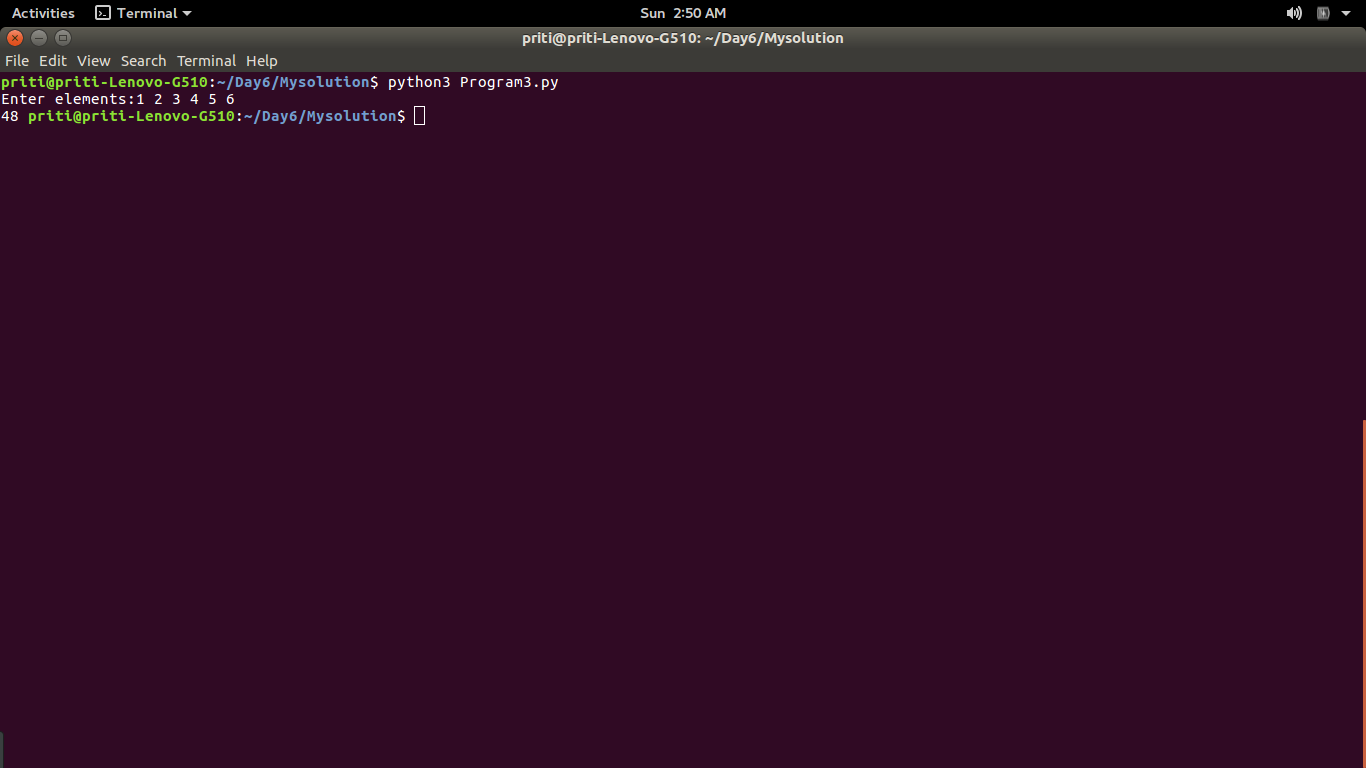 Activities Terminal Sun 2:50 AM
priti@priti-Lenovo-G510: ~/Day6/Mysolution
File Edit View Search Terminal Help
priti@priti-Lenovo-G510:~/Day6/Mysolution$ python3 Program3.py
Enter elements:1 2 3 4 5 6
48 priti@priti-Lenovo-G510:~/Day6/Mysolution$